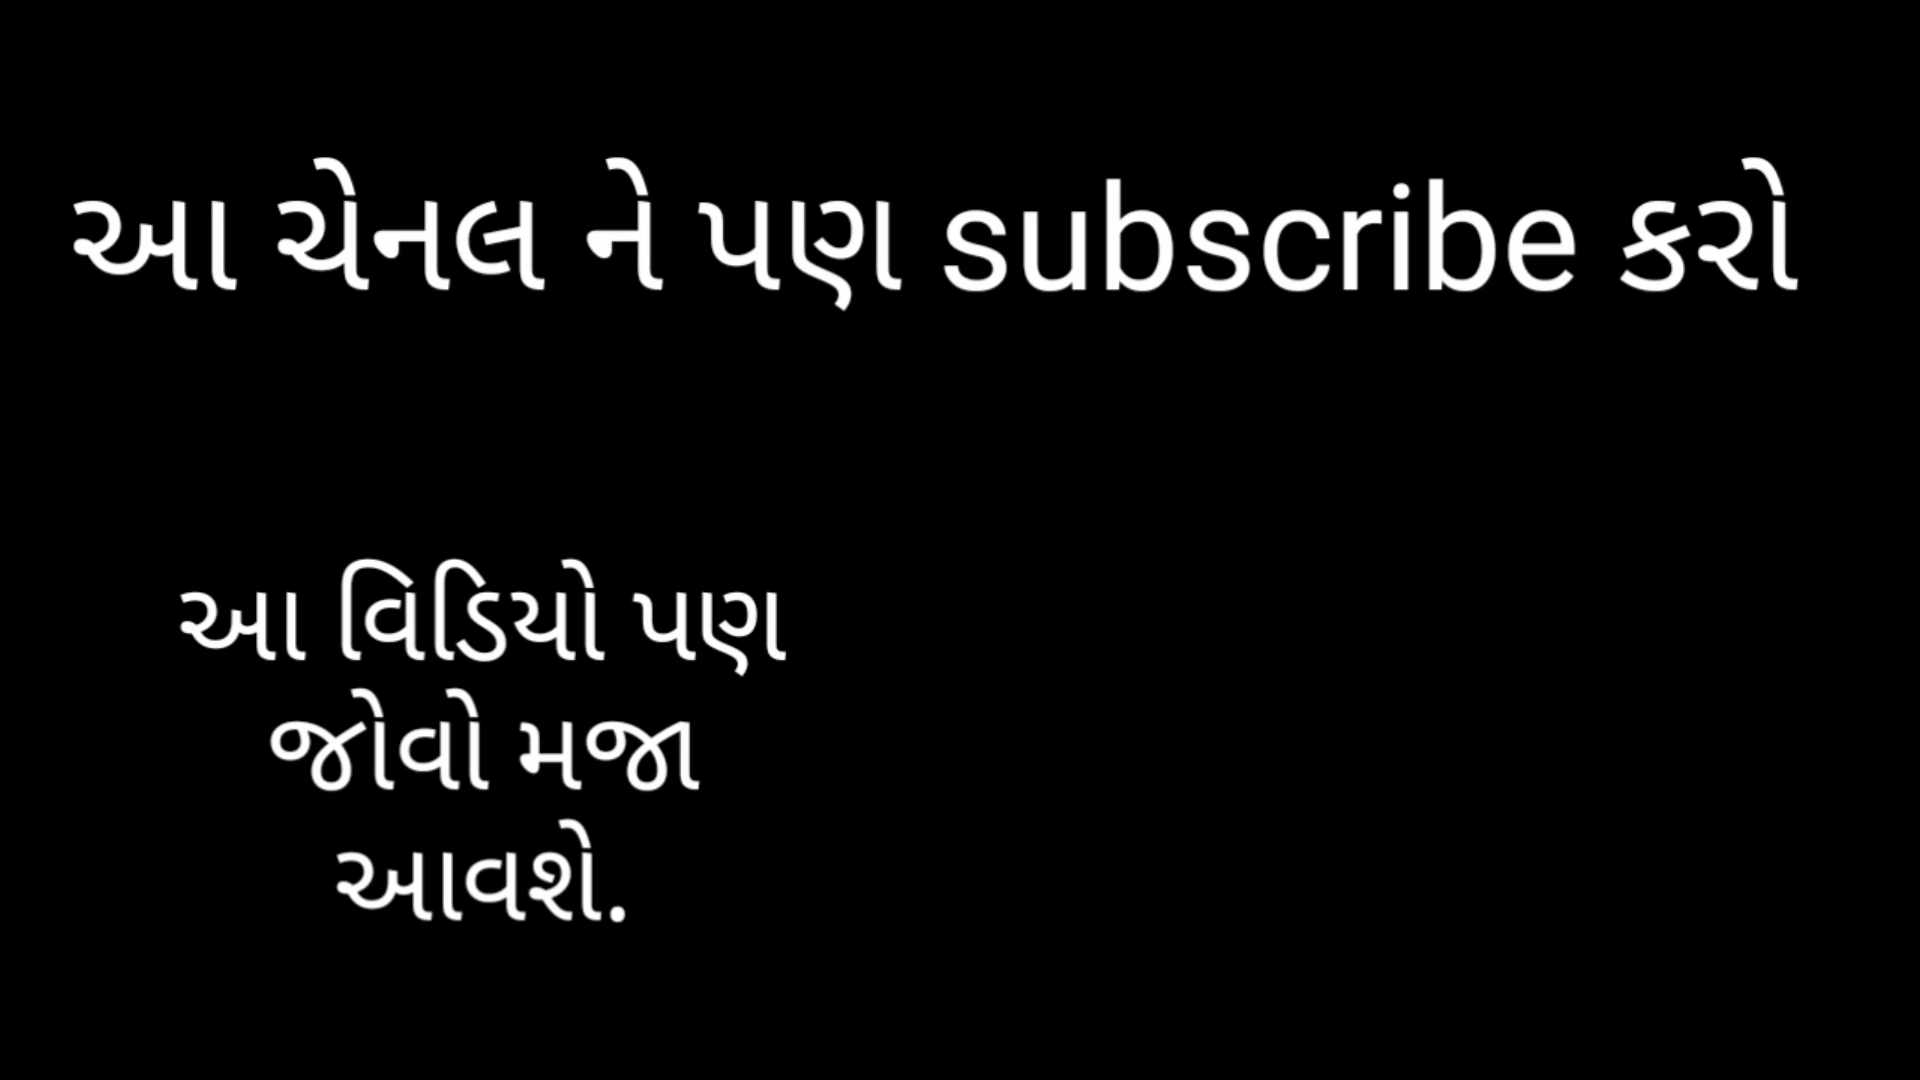 આ ચેનલ ને પણ subscribe કરો
આ વિડિયો પણ
જોવો મજા
આવશે.